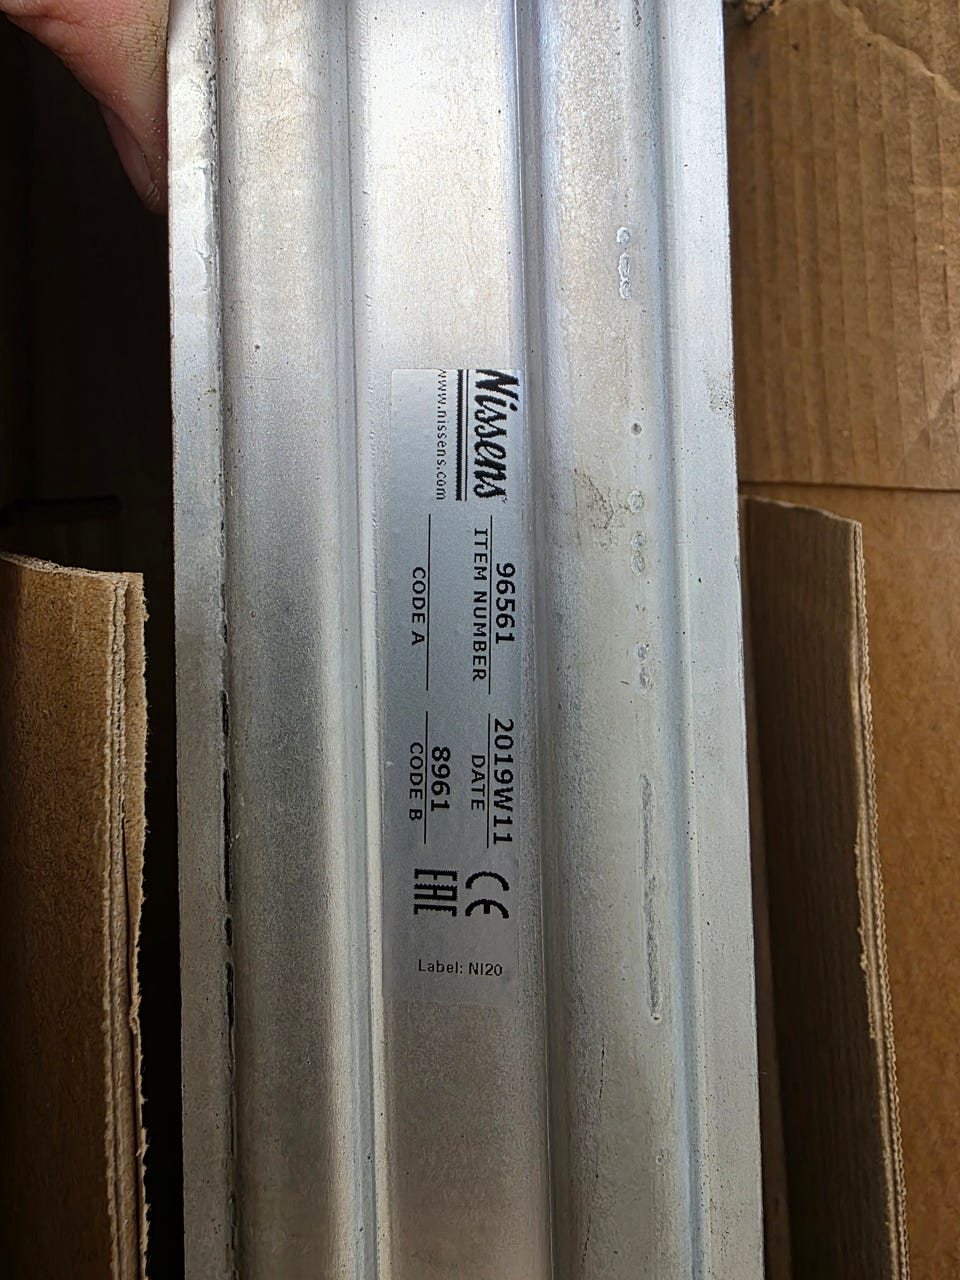 Nissens
www.nissens.com
96561
ITEM NUMBER
2019W11
DATE
CODE A
8961
CODE B
CE
EAC
Label: NI20